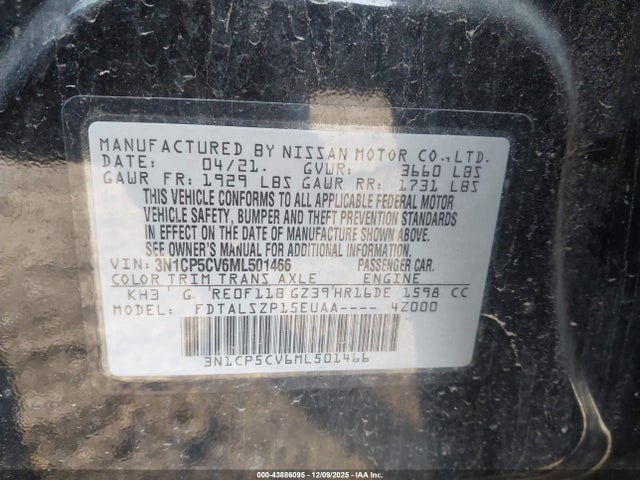 MANUFACTURED BY NISSAN MOTOR CO., LTD.
DATE: 04/21. GVWR: 3660 LBS
GAWR FR: 1929 LBS GAWR RR: 1731 LBS
THIS VEHICLE CONFORMS TO ALL APPLICABLE FEDERAL MOTOR
VEHICLE SAFETY, BUMPER AND THEFT PREVENTION STANDARDS
IN EFFECT ON THE DATE OF MANUFACTURE SHOWN ABOVE.
SEE OWNER'S MANUAL FOR ADDITIONAL INFORMATION.
VIN: 3N1CP5CV6ML501466 PASSENGER CAR.
COLOR TRIM TRANS AXLE ENGINE
KH3 G RE0F11B GZ39 HR16DE 1598 CC
MODEL: FDTALSZP15EUAA---- 4Z000
3N1CP5CV6ML501466
000-43886095 | 12/09/2025 - IAAI.COM